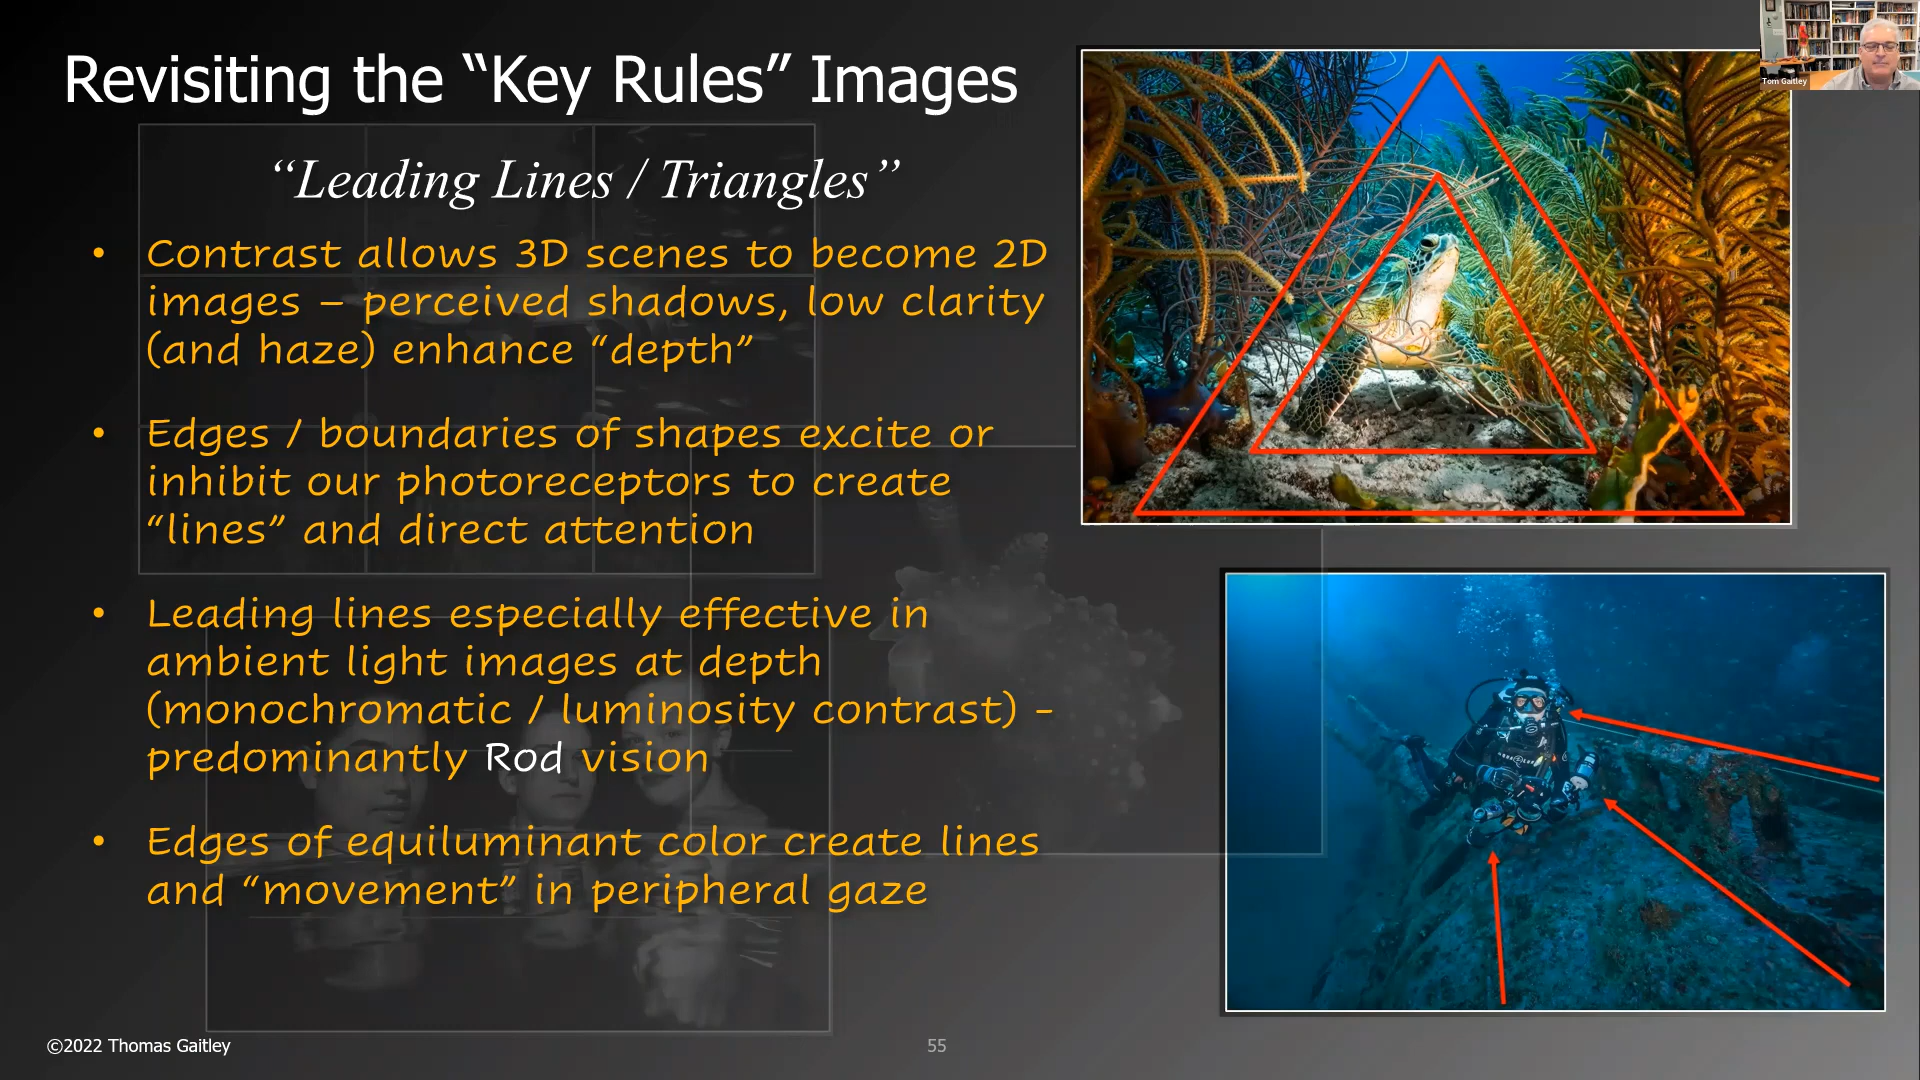 Revisiting the “Key Rules” Images
“Leading Lines / Triangles”
• Contrast allows 3D scenes to become 2D
images – perceived shadows, low clarity
(and haze) enhance “depth”
• Edges / boundaries of shapes excite or
inhibit our photoreceptors to create
“lines” and direct attention
• Leading lines especially effective in
ambient light images at depth
(monochromatic / luminosity contrast) -
predominantly Rod vision
• Edges of equiluminant color create lines
and “movement” in peripheral gaze
Tom Gaitley
©2022 Thomas Gaitley
55